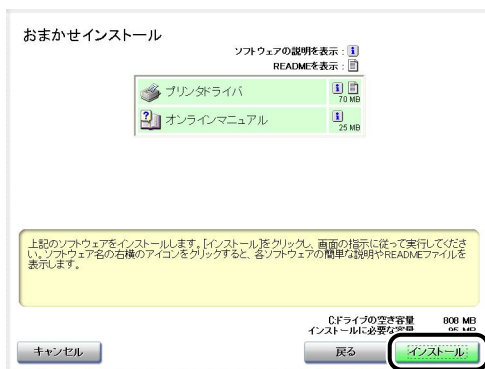 おまかせインストール
ソフトウェアの説明を表示 : i
READMEを表示 :
プリンタドライバ
i
70 MB
オンラインマニュアル
i
25 MB
上記のソフトウェアをインストールします。[インストール]をクリックし、画面の指示に従って実行してくださ
い。ソフトウェア名の右横のアイコンをクリックすると、各ソフトウェアの簡単な説明やREADMEファイルを
表示します。
C:ドライブの空き容量 808 MB
インストールに必要な容量 95 MB
キャンセル
戻る
インストール